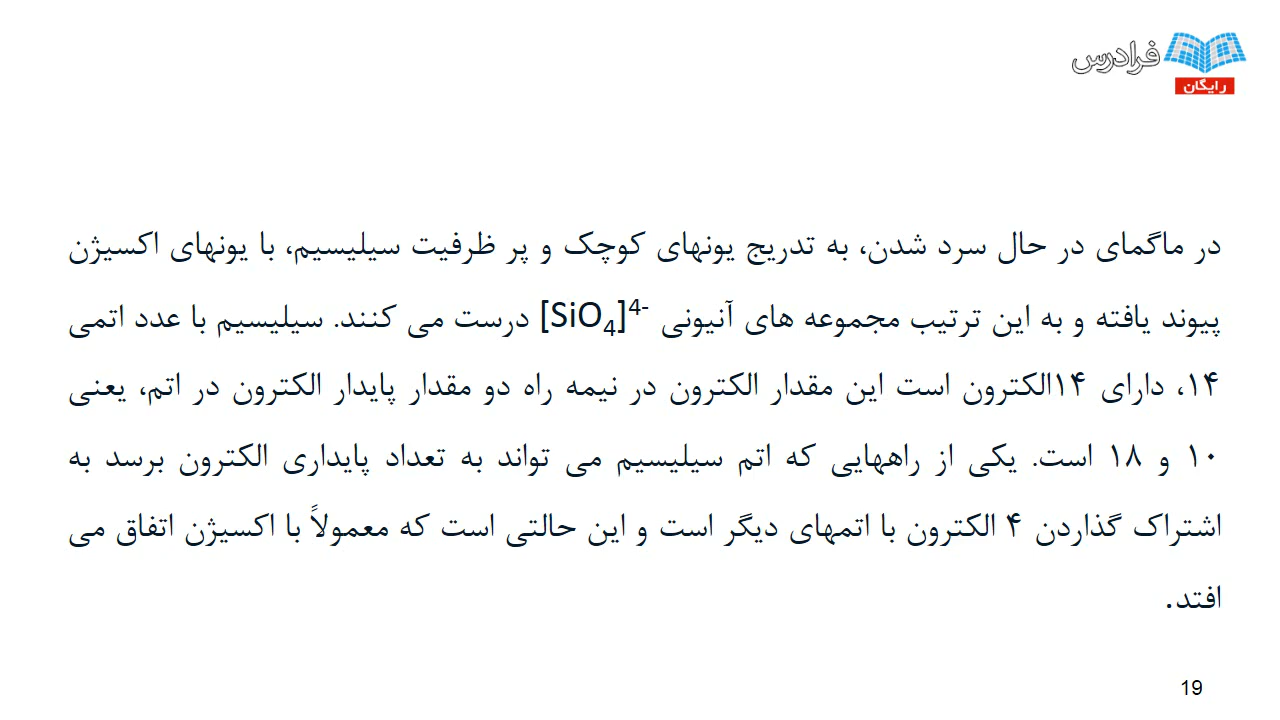 فرادرس
رایگان
در ماگمای در حال سرد شدن، به تدریج یونهای کوچک و پر ظرفیت سیلیسیم، با یونهای اکسیژن
پیوند یافته و به این ترتیب مجموعه های آنیونی [SiO₄]⁴⁻ درست می کنند. سیلیسیم با عدد اتمی
۱۴، دارای ۱۴الکترون است این مقدار الکترون در نیمه راه دو مقدار پایدار الکترون در اتم، یعنی
۱۰ و ۱۸ است. یکی از راههایی که اتم سیلیسیم می تواند به تعداد پایداری الکترون برسد به
اشتراک گذاردن ۴ الکترون با اتمهای دیگر است و این حالتی است که معمولاً با اکسیژن اتفاق می
افتد.
19